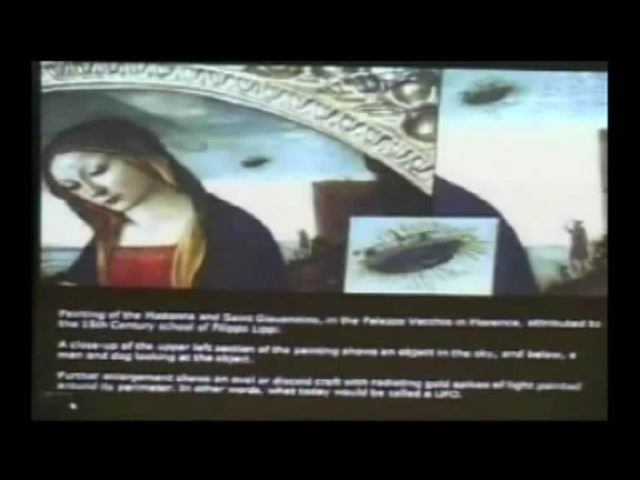 Painting of the Madonna and Saint Giovannino, in the Palazzo Vecchio in Florence, attributed to
the 15th Century school of Filippo Lippi.
A close-up of the upper left section of the painting shows an object in the sky, and below, a
man and dog looking at the object.
Further enlargement shows an oval or discoid craft with radiating gold spikes of light painted
around its perimeter. In other words, what today would be called a UFO.